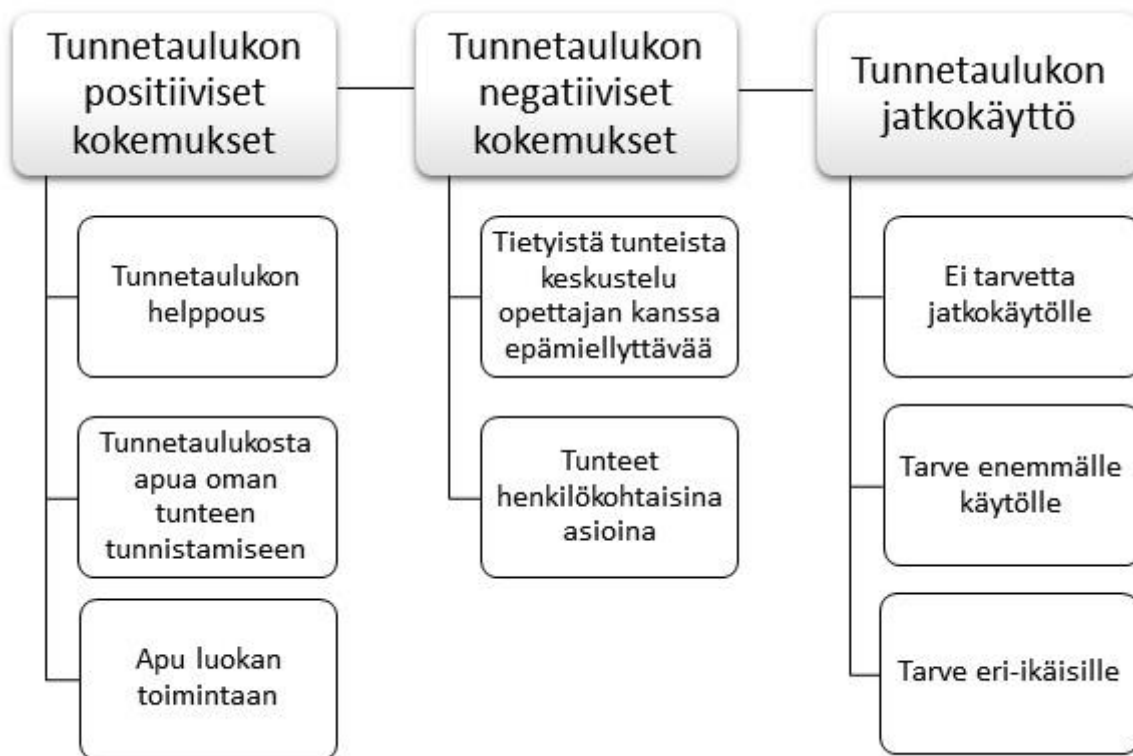 Tunnetaulukon
positiiviset
kokemukset
Tunnetaulukon
helppous
Tunnetaulukosta
apua oman
tunteen
tunnistamiseen
Apu luokan
toimintaan
Tunnetaulukon
negatiiviset
kokemukset
Tietyistä tunteista
keskustelu
opettajan kanssa
epämiellyttävää
Tunteet
henkilökohtaisina
asioina
Tunnetaulukon
jatkokäyttö
Ei tarvetta
jatkokäytölle
Tarve enemmälle
käytölle
Tarve eri-ikäisille